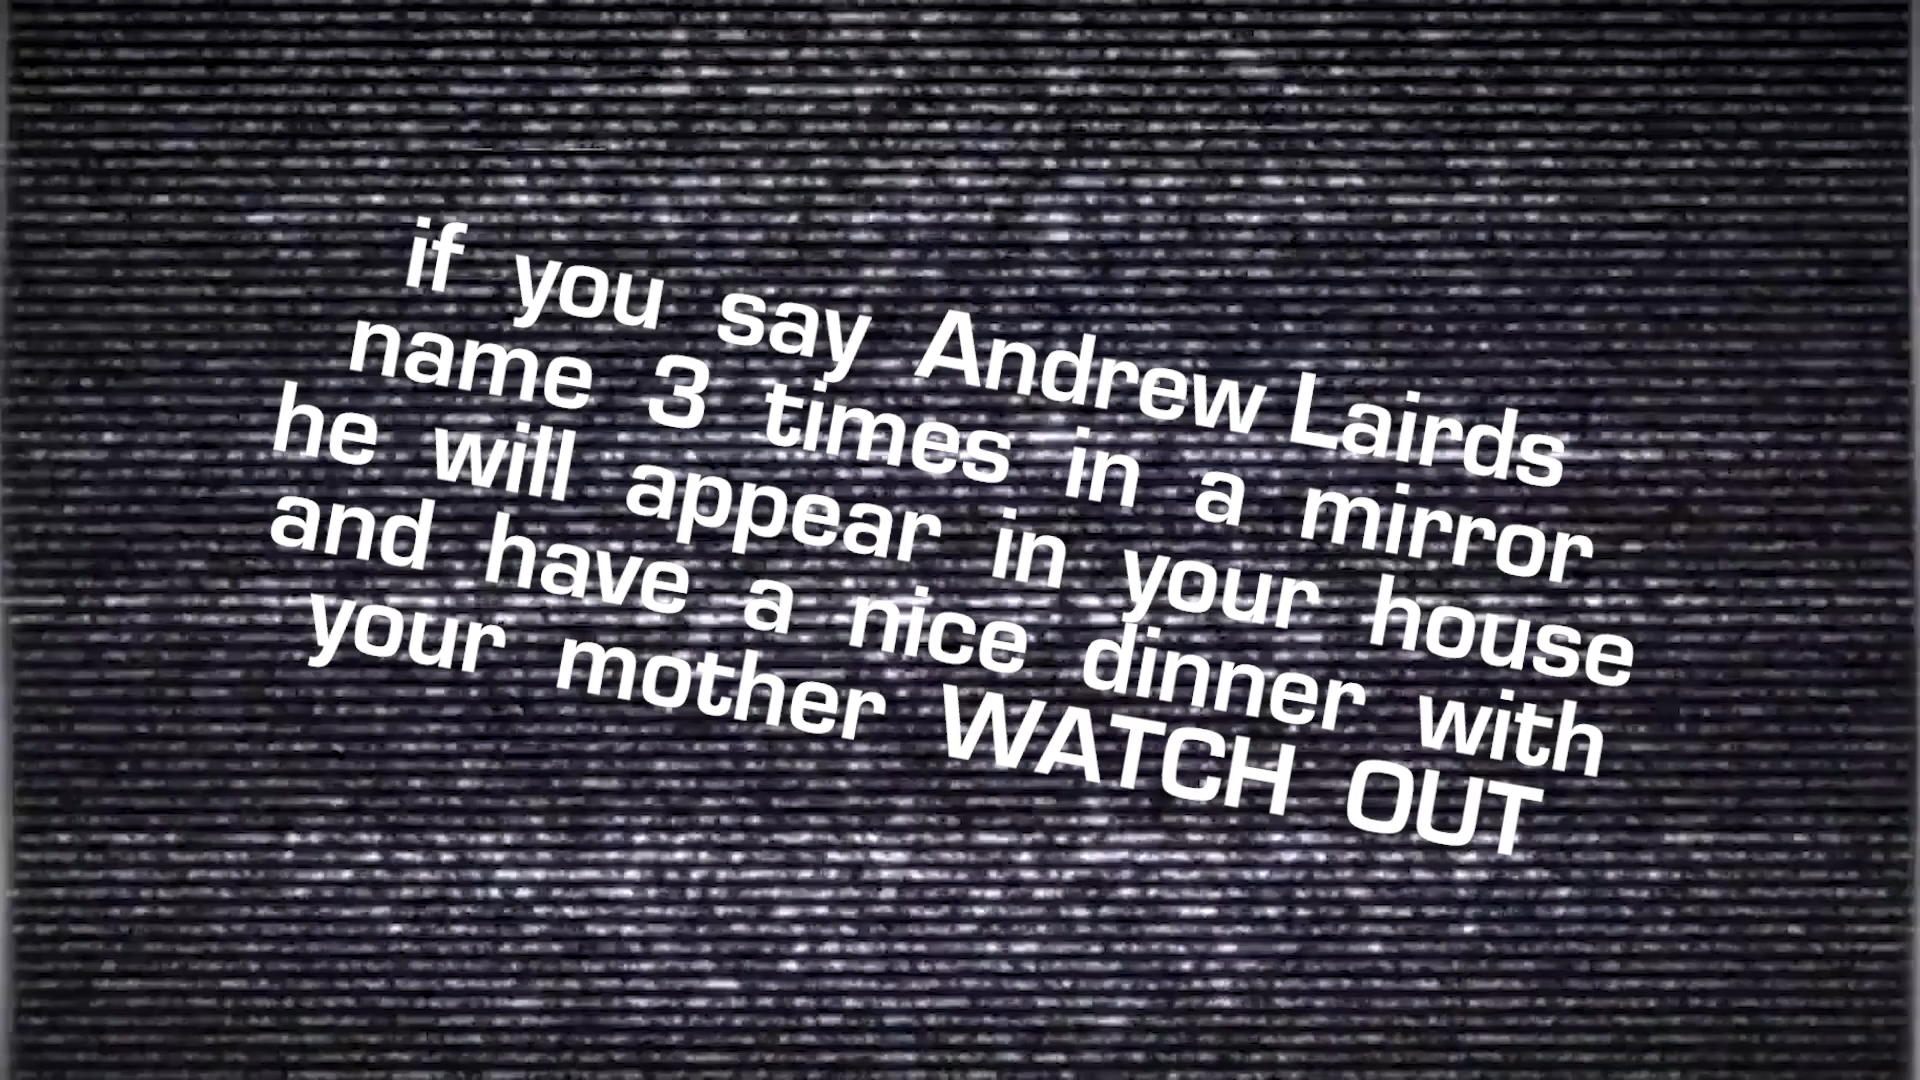 if you say Andrew Lairds
name 3 times in a mirror
he will appear in your house
and have a nice dinner with
your mother WATCH OUT